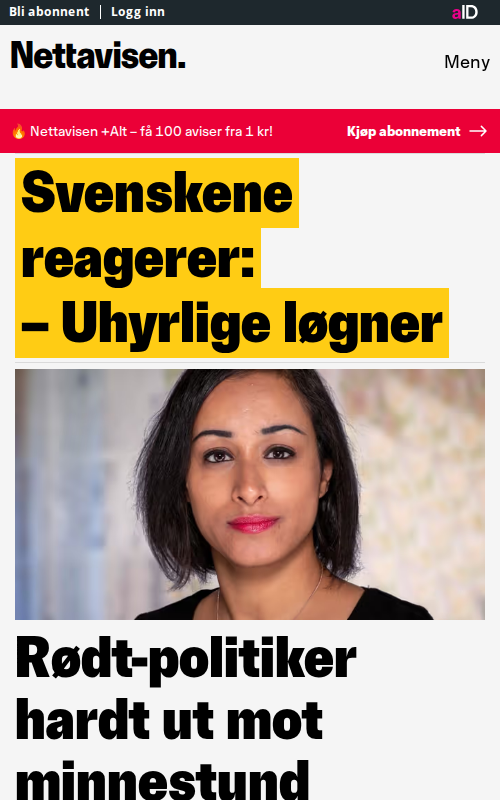 Bli abonnent | Logg inn
aID
Nettavisen.
Meny
🔥 Nettavisen +Alt – få 100 aviser fra 1 kr!
Kjøp abonnement →
Svenskene
reagerer:
– Uhyrlige løgner
Rødt-politiker
hardt ut mot
minnestund